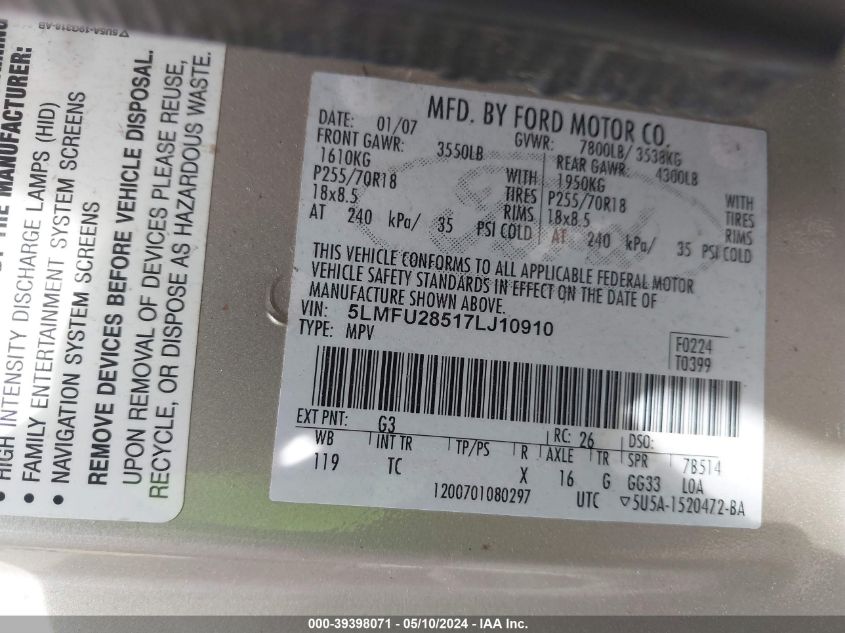 ▽5U5A-19G318-AB
MANUFACTURER:
• HIGH INTENSITY DISCHARGE LAMPS (HID)
• FAMILY ENTERTAINMENT SYSTEM SCREENS
• NAVIGATION SYSTEM SCREENS
REMOVE DEVICES BEFORE VEHICLE DISPOSAL.
UPON REMOVAL OF DEVICES PLEASE REUSE,
RECYCLE, OR DISPOSE AS HAZARDOUS WASTE.
MFD. BY FORD MOTOR CO.
DATE: 01/07 GVWR: 7800LB/ 3538KG
FRONT GAWR: 3550LB REAR GAWR: 4300LB
1610KG WITH 1950KG WITH
P255/70R18 TIRES P255/70R18 TIRES
18x8.5 RIMS 18x8.5 RIMS
AT 240 kPa/ 35 PSI COLD AT 240 kPa/ 35 PSI COLD
THIS VEHICLE CONFORMS TO ALL APPLICABLE FEDERAL MOTOR
VEHICLE SAFETY STANDARDS IN EFFECT ON THE DATE OF
MANUFACTURE SHOWN ABOVE.
VIN: 5LMFU28517LJ10910
TYPE: MPV
F0224
T0399
EXT PNT: G3 RC: 26 DSO:
WB INT TR TP/PS R AXLE TR SPR 7B514
119 TC X 16 G GG33 LOA
1200701080297 UTC ▽5U5A-1520472-BA
000-39398071 - 05/10/2024 - IAA Inc.